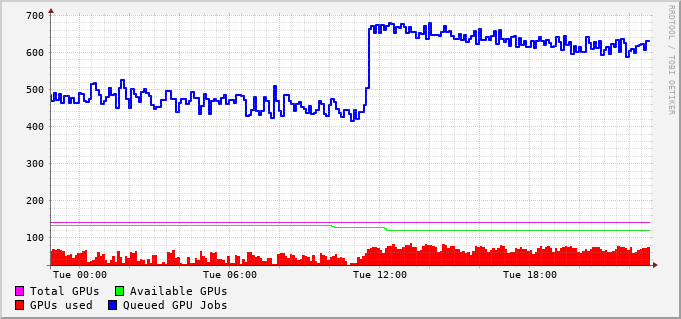 700
600
500
400
300
200
100
Tue 00:00 Tue 06:00 Tue 12:00 Tue 18:00
Total GPUs Available GPUs
GPUs used Queued GPU Jobs
RRDTOOL / TOBI OETIKER